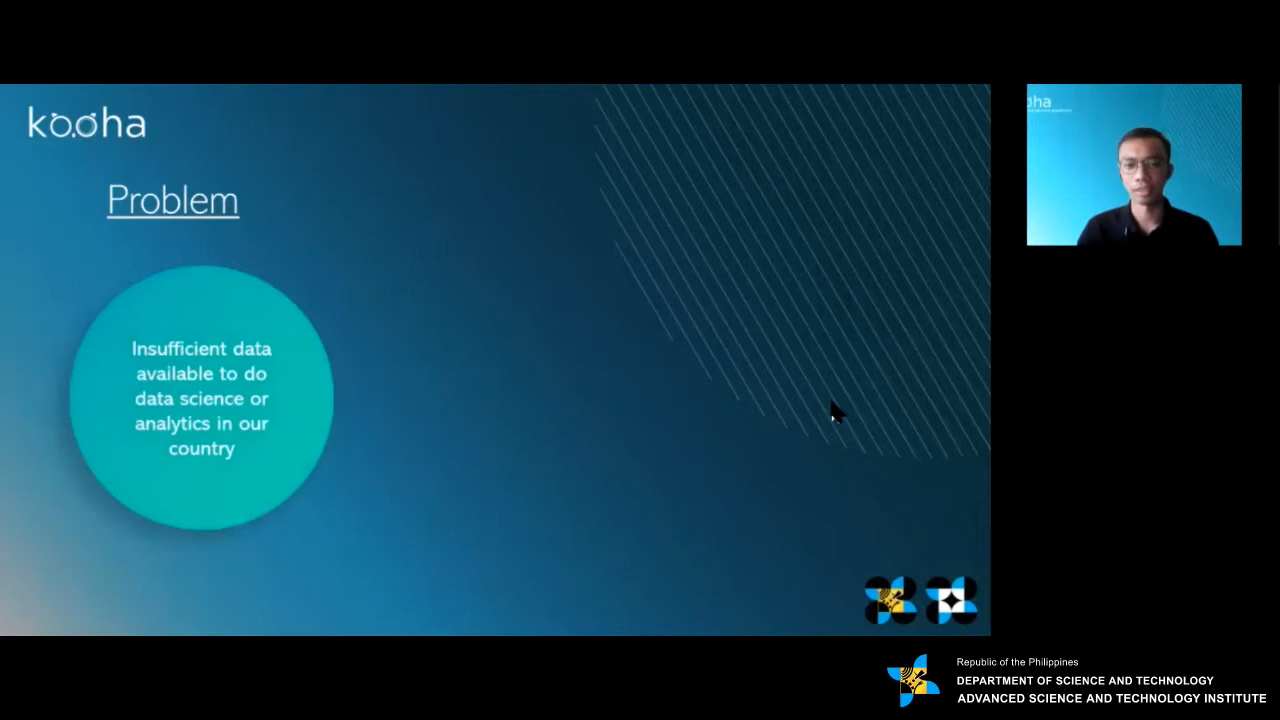 kooha
Problem
Insufficient data
available to do
data science or
analytics in our
country
Republic of the Philippines
DEPARTMENT OF SCIENCE AND TECHNOLOGY
ADVANCED SCIENCE AND TECHNOLOGY INSTITUTE